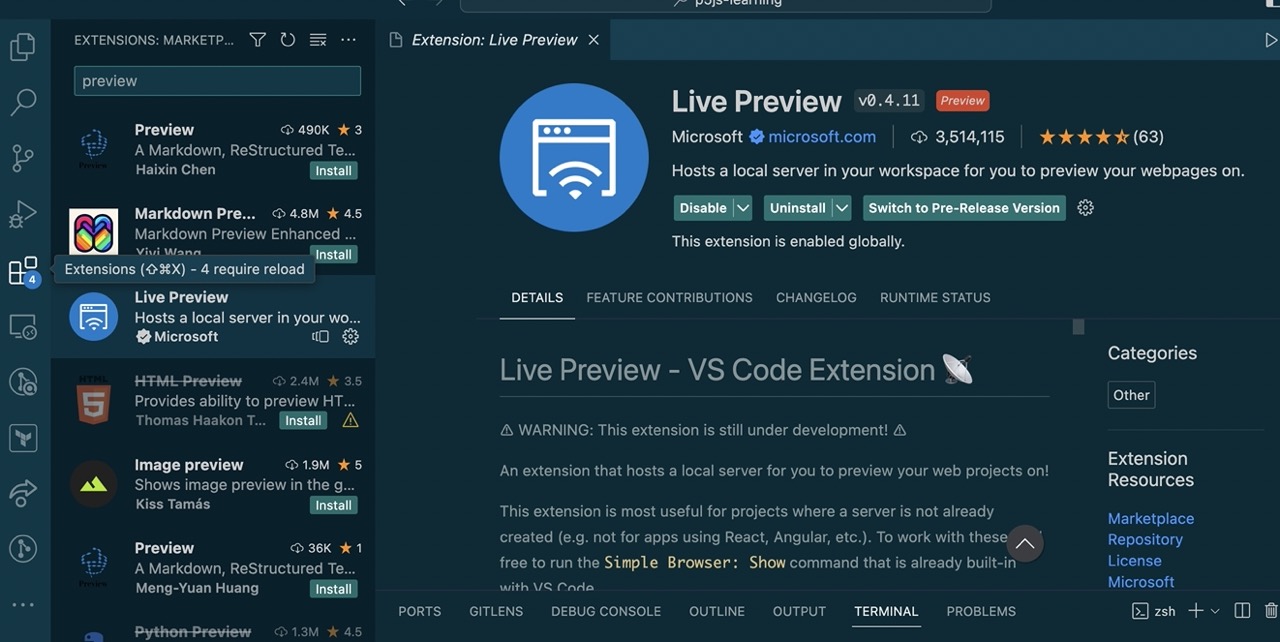 p5js-learning
EXTENSIONS: MARKETP...
preview
Preview 490K ★ 3
A Markdown, ReStructured Te...
Haixin Chen Install
Markdown Pre... 4.8M ★ 4.5
Markdown Preview Enhanced ...
Yiyi Wang Install
Extensions (⇧⌘X) - 4 require reload
4
Live Preview
Hosts a local server in your wo...
Microsoft
HTML Preview 2.4M ★ 3.5
Provides ability to preview HT...
Thomas Haakon T... Install
HTML
5
Image preview 1.9M ★ 5
Shows image preview in the g...
Kiss Tamás Install
Preview 36K ★ 1
A Markdown, ReStructured Te...
Meng-Yuan Huang Install
Python Preview 1.3M ★ 4.5
Extension: Live Preview
Live Preview v0.4.11 Preview
Microsoft microsoft.com 3,514,115 (63)
Hosts a local server in your workspace for you to preview your webpages on.
Disable Uninstall Switch to Pre-Release Version
This extension is enabled globally.
DETAILS FEATURE CONTRIBUTIONS CHANGELOG RUNTIME STATUS
Live Preview - VS Code Extension
⚠ WARNING: This extension is still under development! ⚠
An extension that hosts a local server for you to preview your web projects on!
This extension is most useful for projects where a server is not already
created (e.g. not for apps using React, Angular, etc.). To work with these
free to run the Simple Browser: Show command that is already built-in
with VS Code
Categories
Other
Extension
Resources
Marketplace
Repository
License
Microsoft
PORTS GITLENS DEBUG CONSOLE OUTLINE OUTPUT TERMINAL PROBLEMS zsh